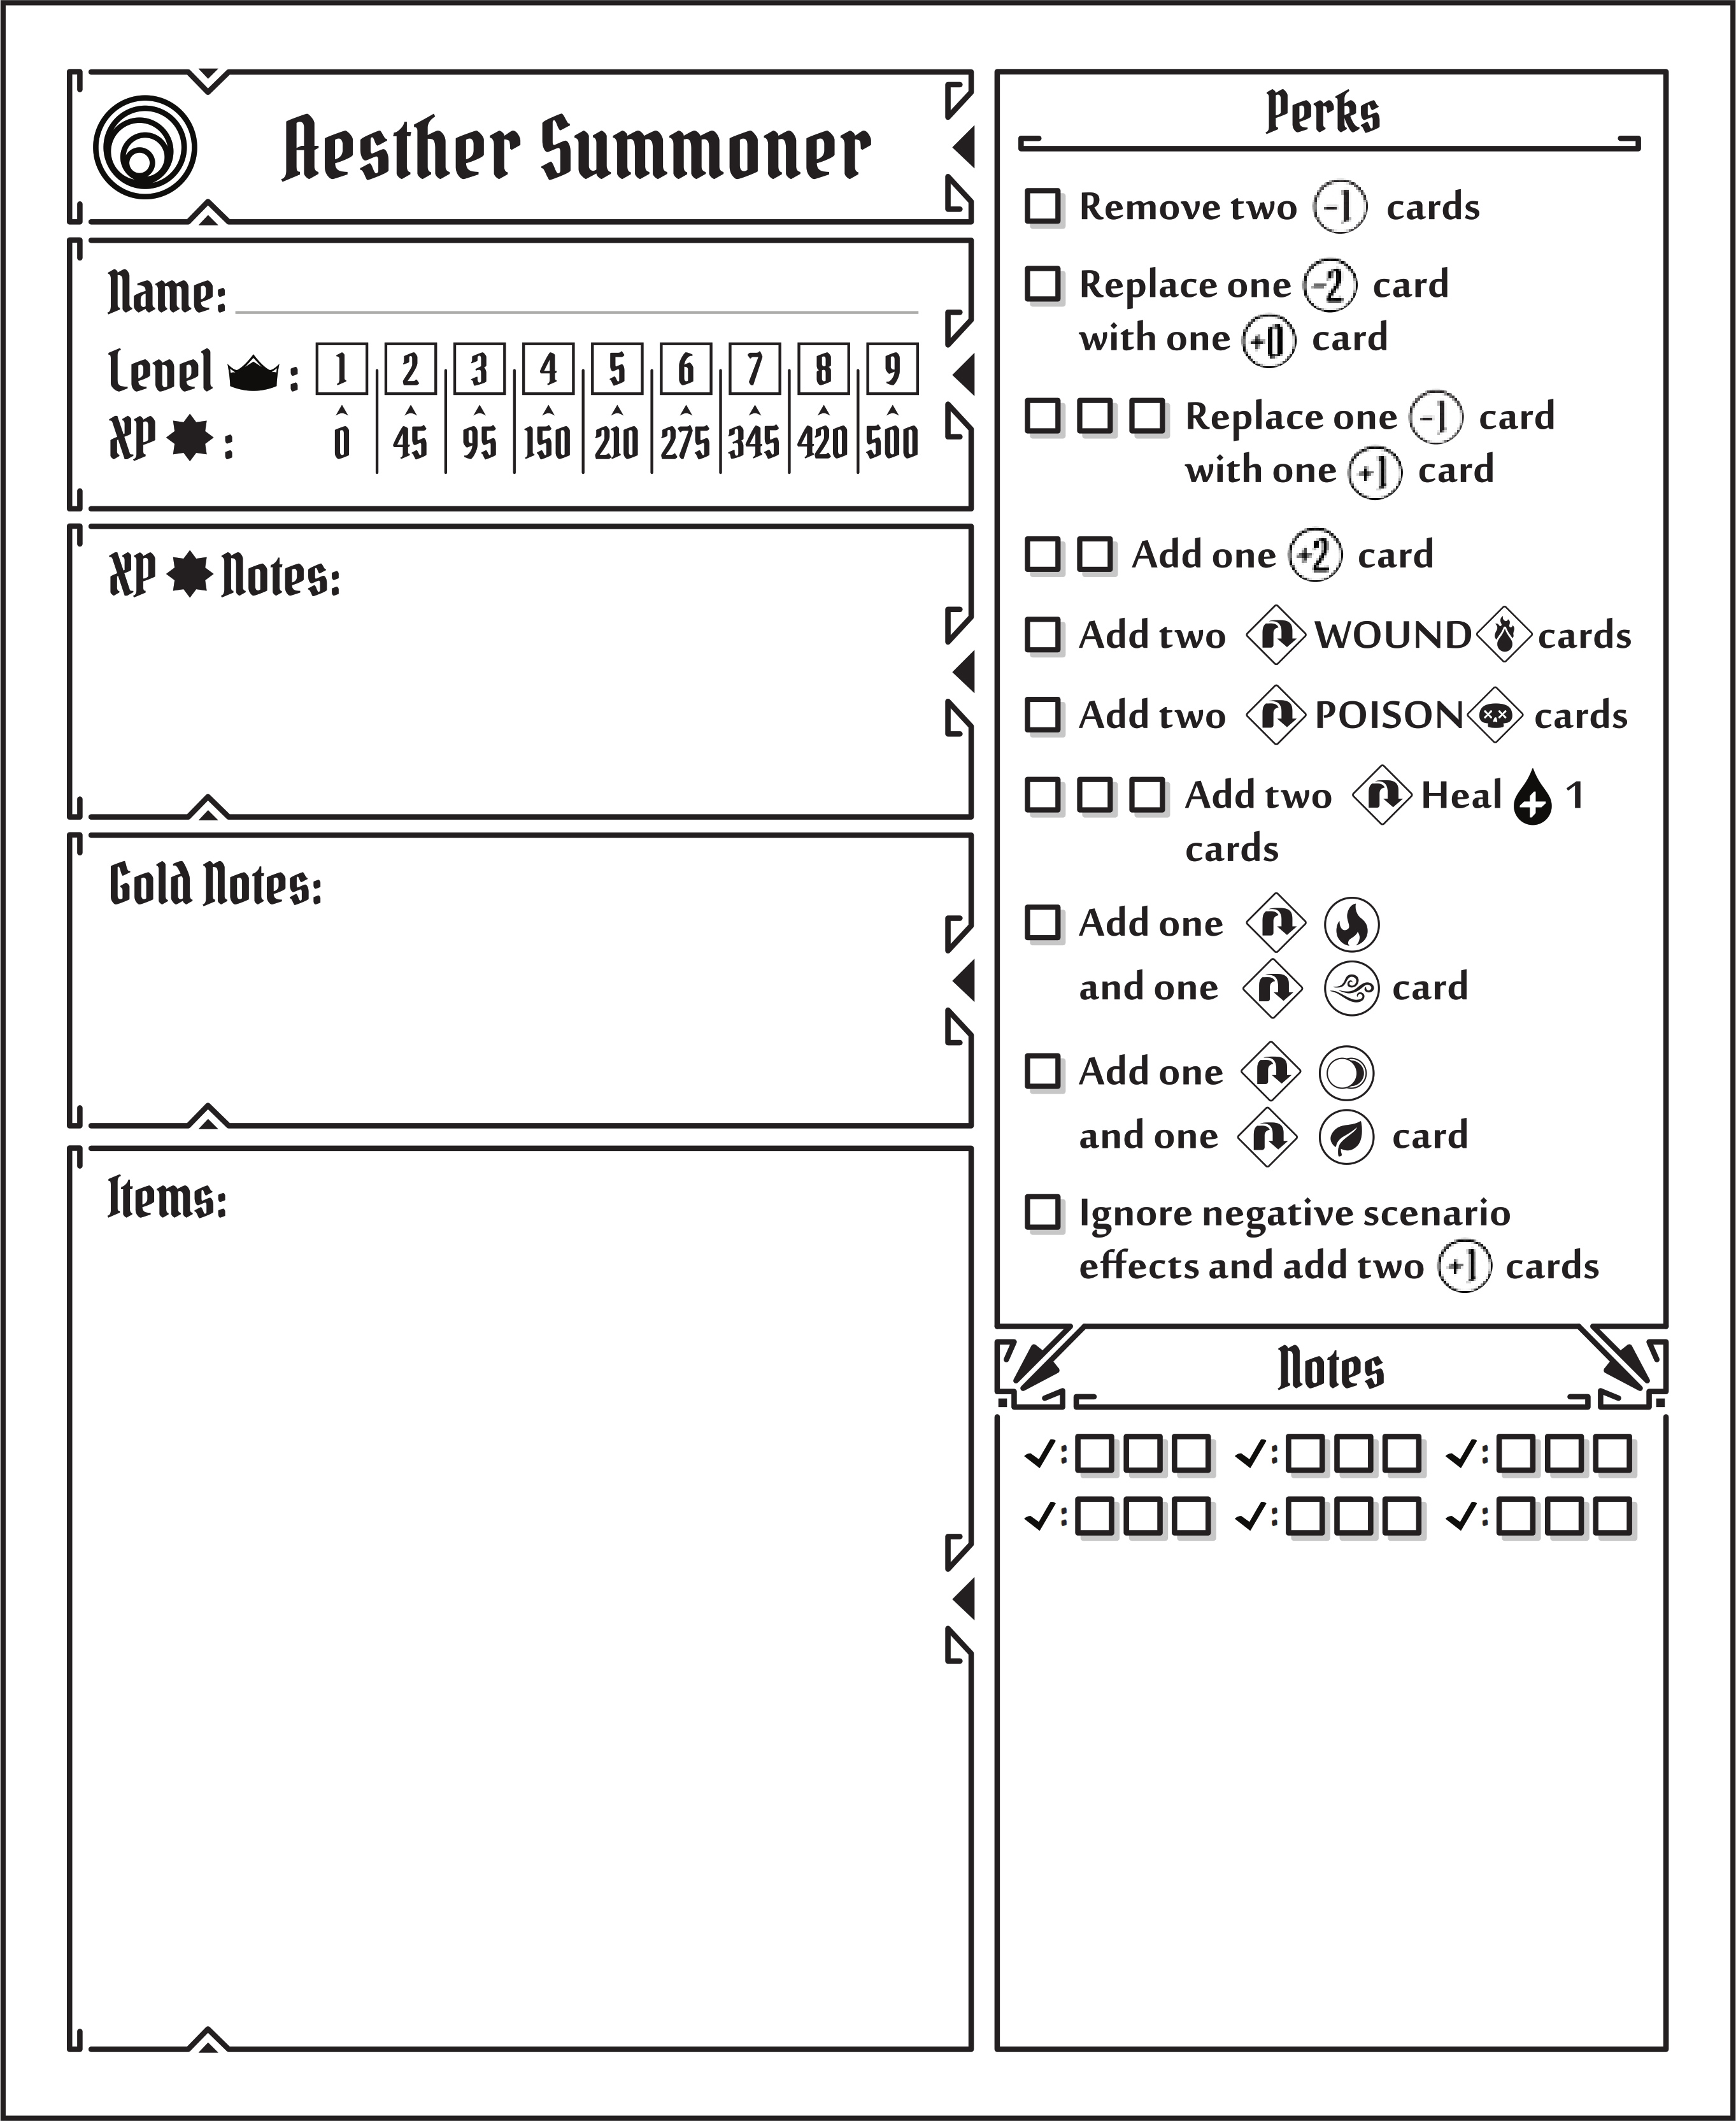 Aesther Summoner
Name:
Level : 1 2 3 4 5 6 7 8 9
XP : 0 45 95 150 210 275 345 420 500
XP Notes:
Gold Notes:
Items:
Perks
Remove two -1 cards
Replace one -2 card
with one +0 card
Replace one -1 card
with one +1 card
Add one +2 card
Add two WOUND cards
Add two POISON cards
Add two Heal 1
cards
Add one
and one card
Add one
and one card
Ignore negative scenario
effects and add two +1 cards
Notes
✓: ✓: ✓:
✓: ✓: ✓: